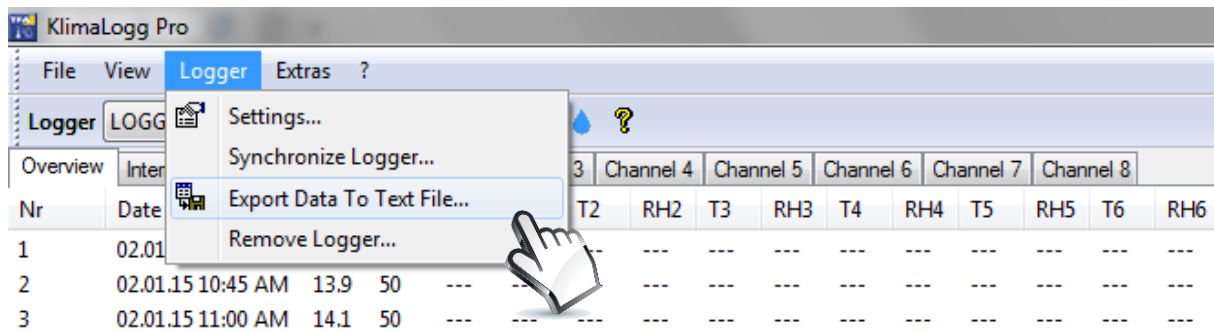 KlimaLogg Pro
File View Logger Extras ?
Logger LOGG
Settings...
Synchronize Logger...
Export Data To Text File...
Remove Logger...
Overview Inter 3 Channel 4 Channel 5 Channel 6 Channel 7 Channel 8
Nr Date T2 RH2 T3 RH3 T4 RH4 T5 RH5 T6 RH6
1 02.01 --- --- --- --- --- --- --- --- --- ---
2 02.01.15 10:45 AM 13.9 50 --- --- --- --- --- --- --- --- --- --- --- ---
3 02.01.15 11:00 AM 14.1 50 --- --- --- --- --- --- --- --- --- --- --- ---